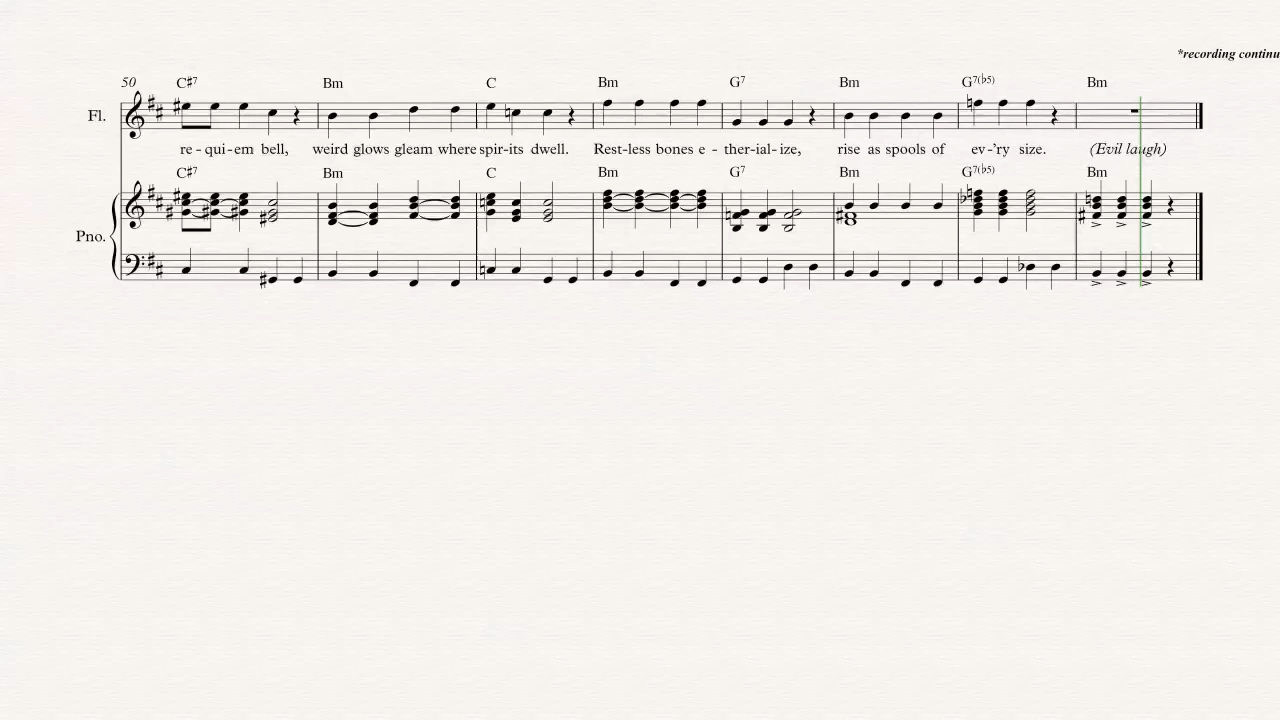 *recording continu
50 C♯7 Bm C Bm G7 Bm G7(♭5) Bm
Fl.
re - qui - em bell, weird glows gleam where spir - its dwell. Rest - less bones e - ther - ial - ize, rise as spools of ev - 'ry size. (Evil laugh)
C♯7 Bm C Bm G7 Bm G7(♭5) Bm
Pno.